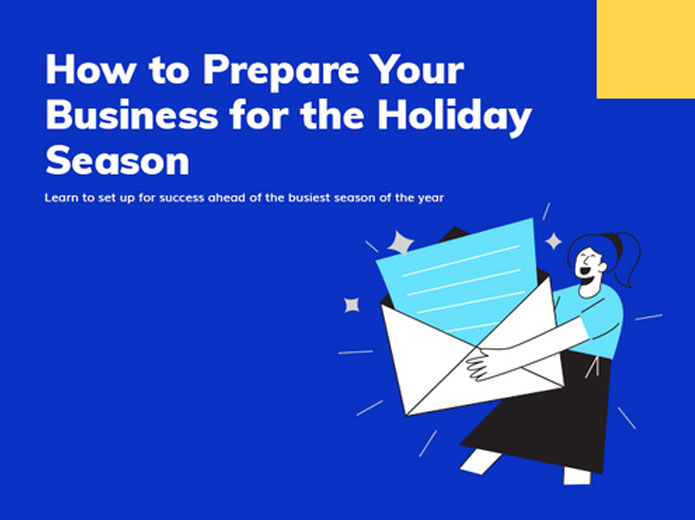 How to Prepare Your
Business for the Holiday
Season
Learn to set up for success ahead of the busiest season of the year